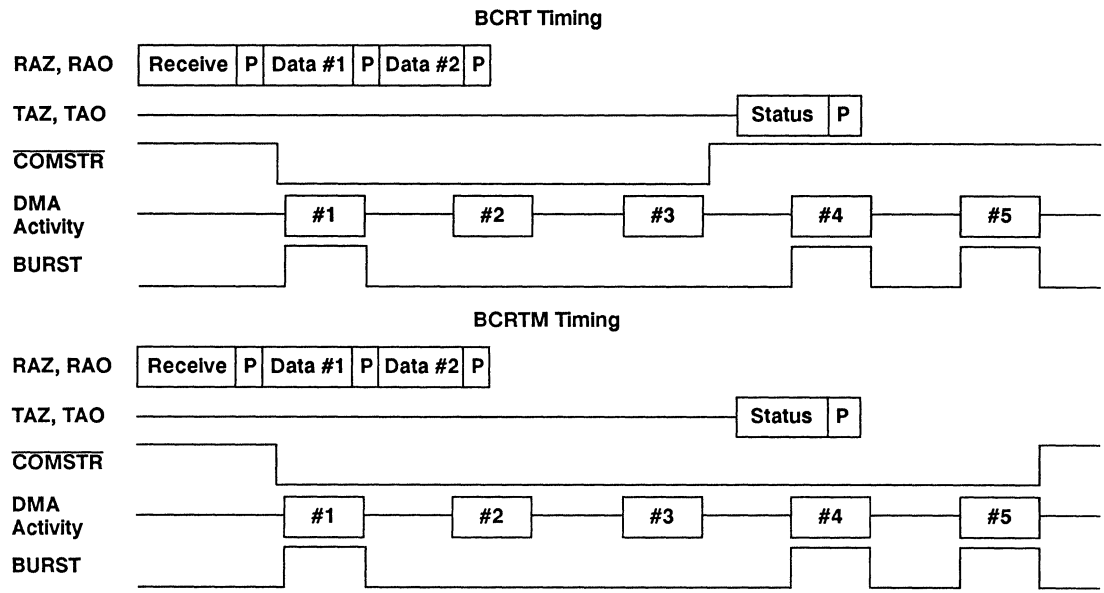 BCRT Timing
RAZ, RAO Receive P Data #1 P Data #2 P
TAZ, TAO Status P
COMSTR
DMA
Activity #1 #2 #3 #4 #5
BURST
BCRTM Timing
RAZ, RAO Receive P Data #1 P Data #2 P
TAZ, TAO Status P
COMSTR
DMA
Activity #1 #2 #3 #4 #5
BURST